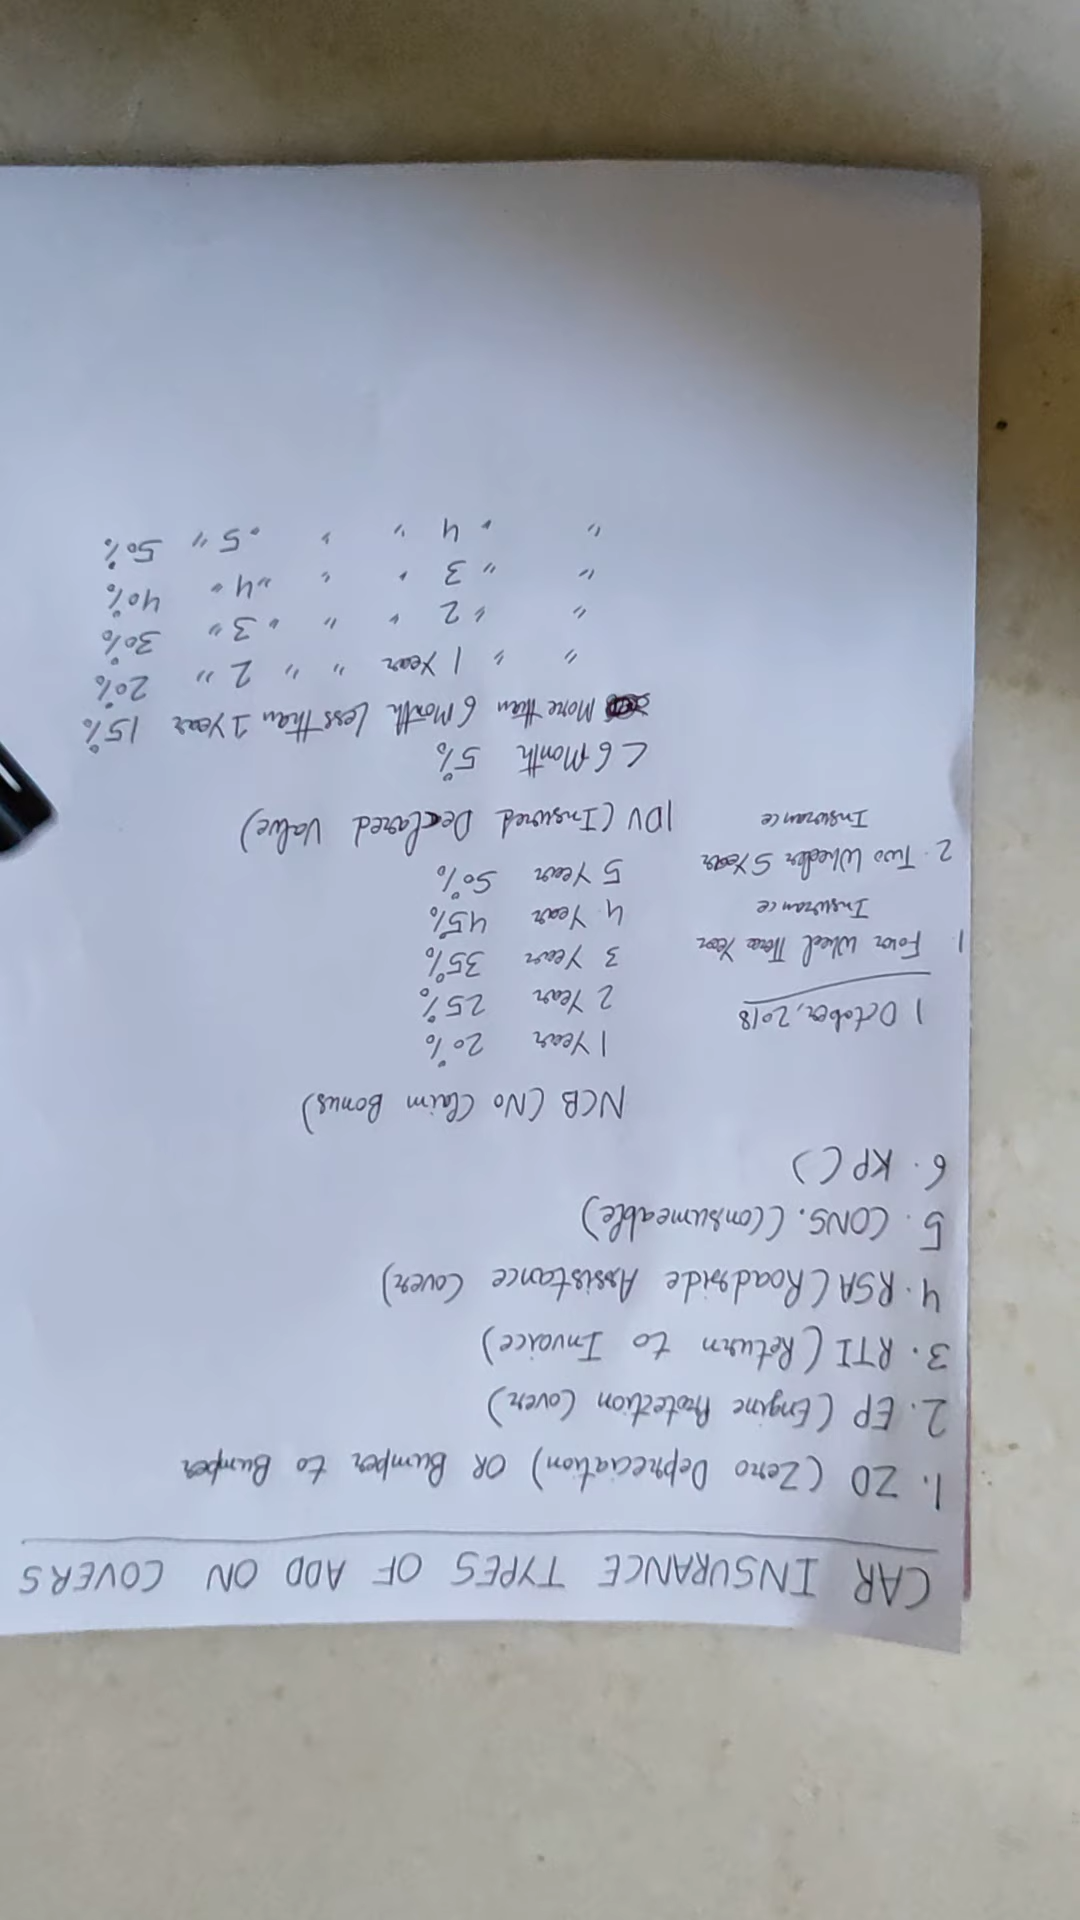 CAR INSURANCE TYPES OF ADD ON COVERS
1. ZD (Zero Depreciation) OR Bumper to Bumper
2. EP (Engine Protection Cover)
3. RTI (Return to Invoice)
4. RSA (Roadside Assistance Cover)
5. CONS. (Consumeable)
6. KP ( )
NCB (No Claim Bonus)
1 Year 20%
2 Year 25%
3 Year 35%
4 Year 45%
5 Year 50%
1 October, 2018
1 Four Wheel Year
Insurance
2. Two Wheeler 5 Year
Insurance
IDV (Insured Declared Value)
< 6 Month 5%
More than 6 Month Less than 1 Year 15%
" " 1 Year " " 2 " 20%
" " 2 " " " 3 " 30%
" " 3 " " " 4 " 40%
" " 4 " " " 5 " 50%